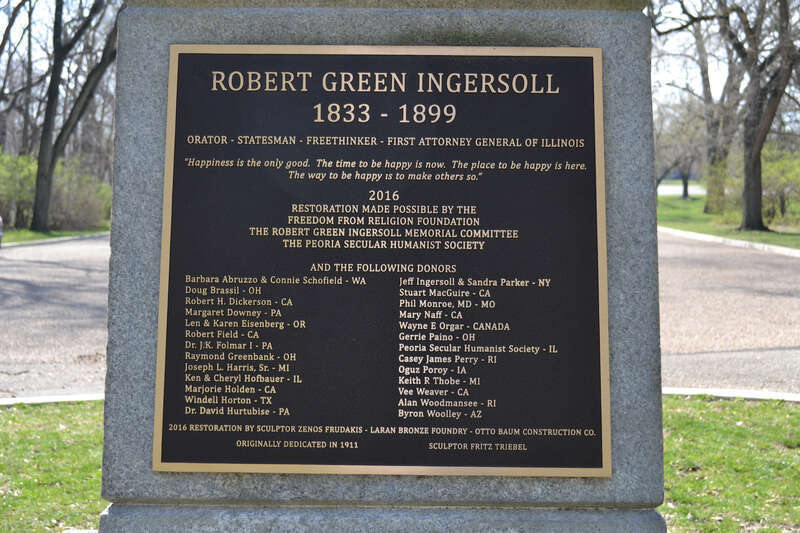 ROBERT GREEN INGERSOLL
1833 - 1899
ORATOR - STATESMAN - FREETHINKER - FIRST ATTORNEY GENERAL OF ILLINOIS
"Happiness is the only good. The time to be happy is now. The place to be happy is here.
The way to be happy is to make others so."
2016
RESTORATION MADE POSSIBLE BY THE
FREEDOM FROM RELIGION FOUNDATION
THE ROBERT GREEN INGERSOLL MEMORIAL COMMITTEE
THE PEORIA SECULAR HUMANIST SOCIETY
AND THE FOLLOWING DONORS
Barbara Abruzzo & Connie Schofield - WA
Doug Brassil - OH
Robert H. Dickerson - CA
Margaret Downey - PA
Len & Karen Eisenberg - OR
Robert Field - CA
Dr. J.K. Folmar I - PA
Raymond Greenbank - OH
Joseph L. Harris, Sr. - MI
Ken & Cheryl Hofbauer - IL
Marjorie Holden - CA
Windell Horton - TX
Dr. David Hurtubise - PA
Jeff Ingersoll & Sandra Parker - NY
Stuart MacGuire - CA
Phil Monroe, MD - MO
Mary Naff - CA
Wayne E Orgar - CANADA
Gerrie Paino - OH
Peoria Secular Humanist Society - IL
Casey James Perry - RI
Oguz Poroy - IA
Keith R Thobe - MI
Vee Weaver - CA
Alan Woodmansee - RI
Byron Woolley - AZ
2016 RESTORATION BY SCULPTOR ZENOS FRUDAKIS - LARAN BRONZE FOUNDRY - OTTO BAUM CONSTRUCTION CO.
ORIGINALLY DEDICATED IN 1911 SCULPTOR FRITZ TRIEBEL